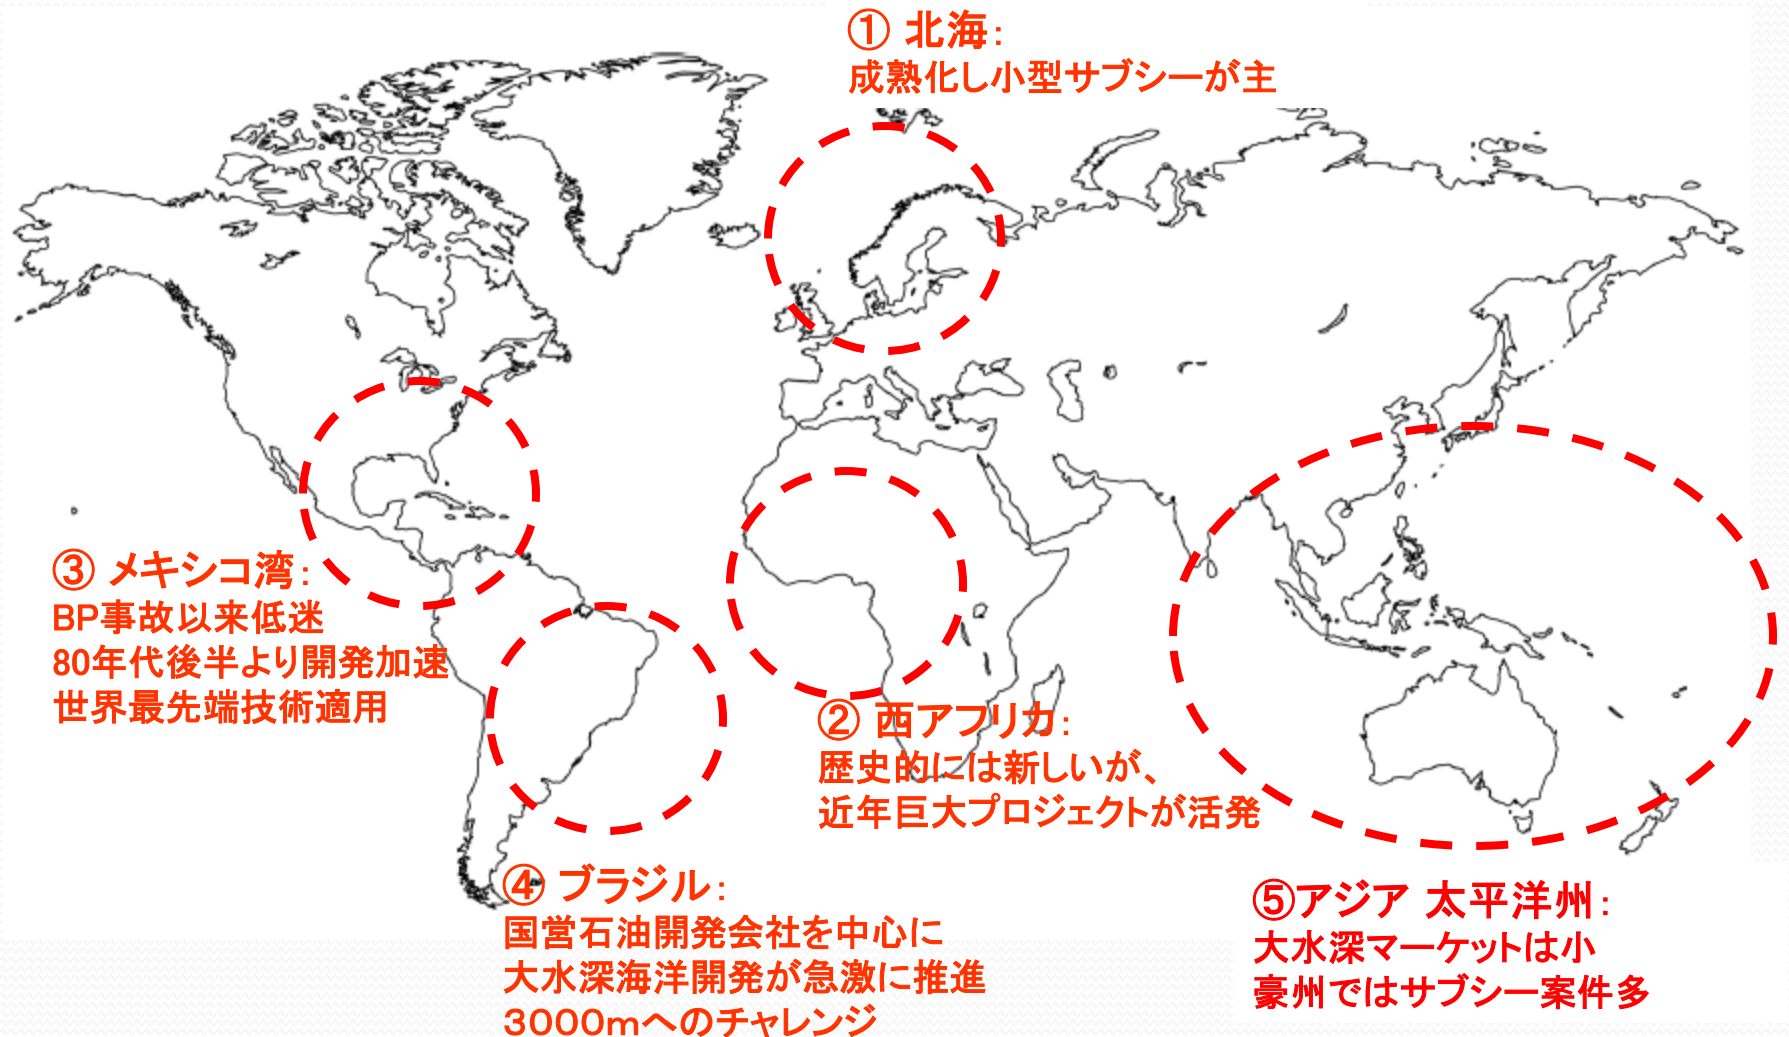 ① 北海：
成熟化し小型サブシーが主
③ メキシコ湾：
BP事故以来低迷
80年代後半より開発加速
世界最先端技術適用
② 西アフリカ：
歴史的には新しいが、
近年巨大プロジェクトが活発
④ ブラジル：
国営石油開発会社を中心に
大水深海洋開発が急激に推進
3000mへのチャレンジ
⑤アジア 太平洋州：
大水深マーケットは小
豪州ではサブシー案件多